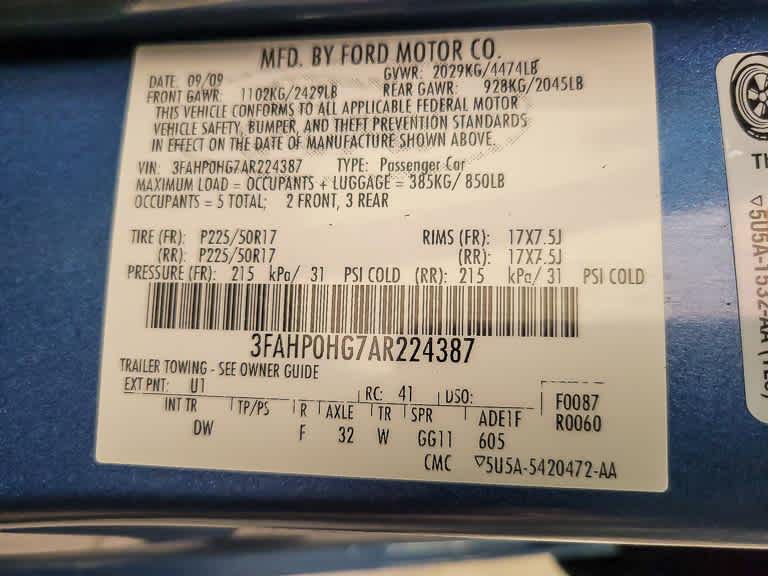 MFD. BY FORD MOTOR CO.
DATE: 09/09 GVWR: 2029KG/4474LB
FRONT GAWR: 1102KG/2429LB REAR GAWR: 928KG/2045LB
THIS VEHICLE CONFORMS TO ALL APPLICABLE FEDERAL MOTOR
VEHICLE SAFETY, BUMPER, AND THEFT PREVENTION STANDARDS
IN EFFECT ON THE DATE OF MANUFACTURE SHOWN ABOVE.
VIN: 3FAHP0HG7AR224387 TYPE: Passenger Car
MAXIMUM LOAD = OCCUPANTS + LUGGAGE = 385KG/ 850LB
OCCUPANTS = 5 TOTAL; 2 FRONT, 3 REAR
TIRE (FR): P225/50R17 RIMS (FR): 17X7.5J
(RR): P225/50R17 (RR): 17X7.5J
PRESSURE (FR): 215 kPa/ 31 PSI COLD (RR): 215 kPa/ 31 PSI COLD
3FAHP0HG7AR224387
TRAILER TOWING - SEE OWNER GUIDE
EXT PNT: U1 RC: 41 DSO: F0087
INT TR TP/PS R AXLE TR SPR ADE1F R0060
DW F 32 W GG11 605
CMC ▽5U5A-5420472-AA
TH
▽5U5A-1532-AA